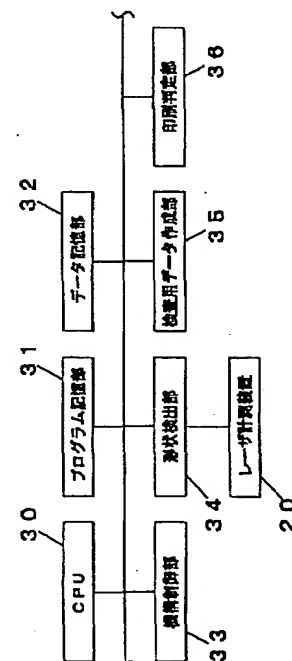 30
CPU
31
プログラム記憶部
32
データ記憶部
機構制御部
33
形状検出部
34
検査用データ作成部
35
印刷判定部
36
レーザ計測装置
20